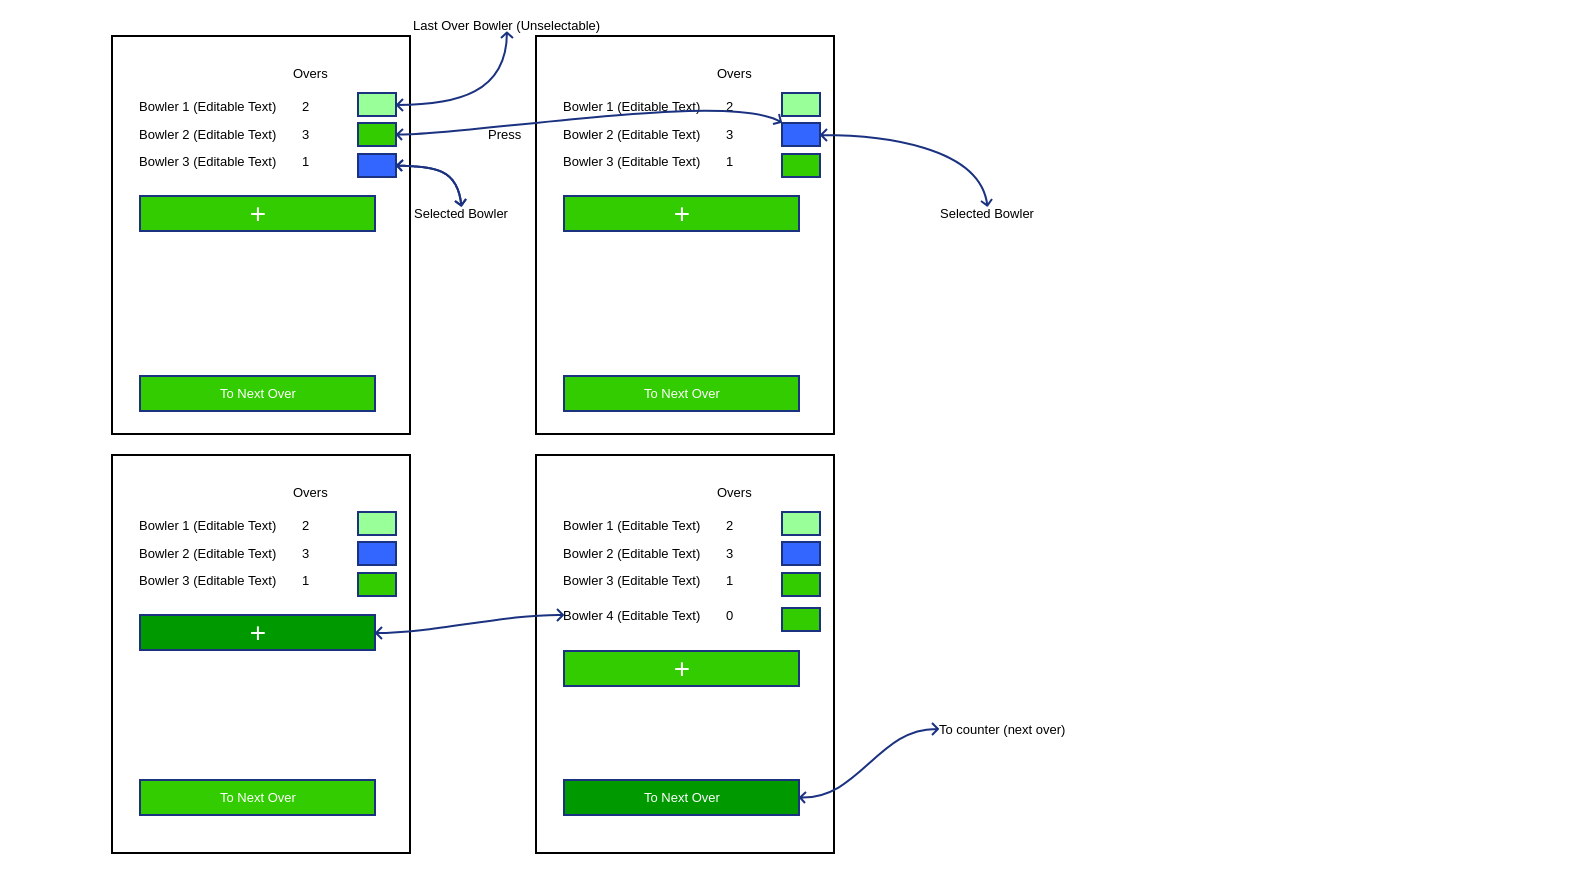 Last Over Bowler (Unselectable)
Overs
Bowler 1 (Editable Text) 2
Bowler 2 (Editable Text) 3
Bowler 3 (Editable Text) 1
+
To Next Over
Press
Selected Bowler
Overs
Bowler 1 (Editable Text) 2
Bowler 2 (Editable Text) 3
Bowler 3 (Editable Text) 1
+
To Next Over
Selected Bowler
Overs
Bowler 1 (Editable Text) 2
Bowler 2 (Editable Text) 3
Bowler 3 (Editable Text) 1
+
To Next Over
Overs
Bowler 1 (Editable Text) 2
Bowler 2 (Editable Text) 3
Bowler 3 (Editable Text) 1
Bowler 4 (Editable Text) 0
+
To Next Over
To counter (next over)